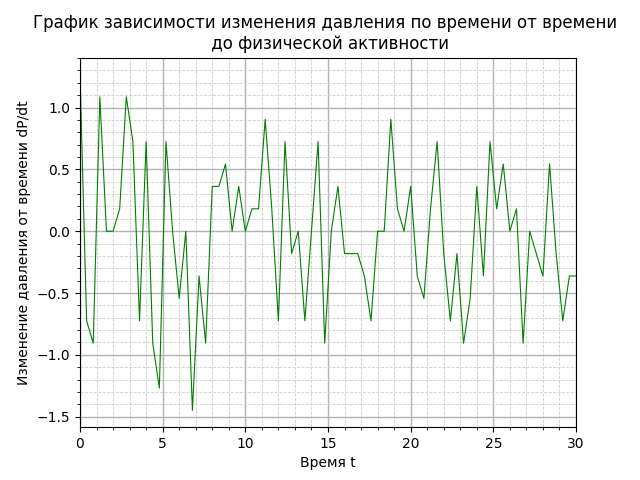 График зависимости изменения давления по времени от времени
до физической активности
Изменение давления от времени dP/dt
1.0
0.5
0.0
−0.5
−1.0
−1.5
0 5 10 15 20 25 30
Время t